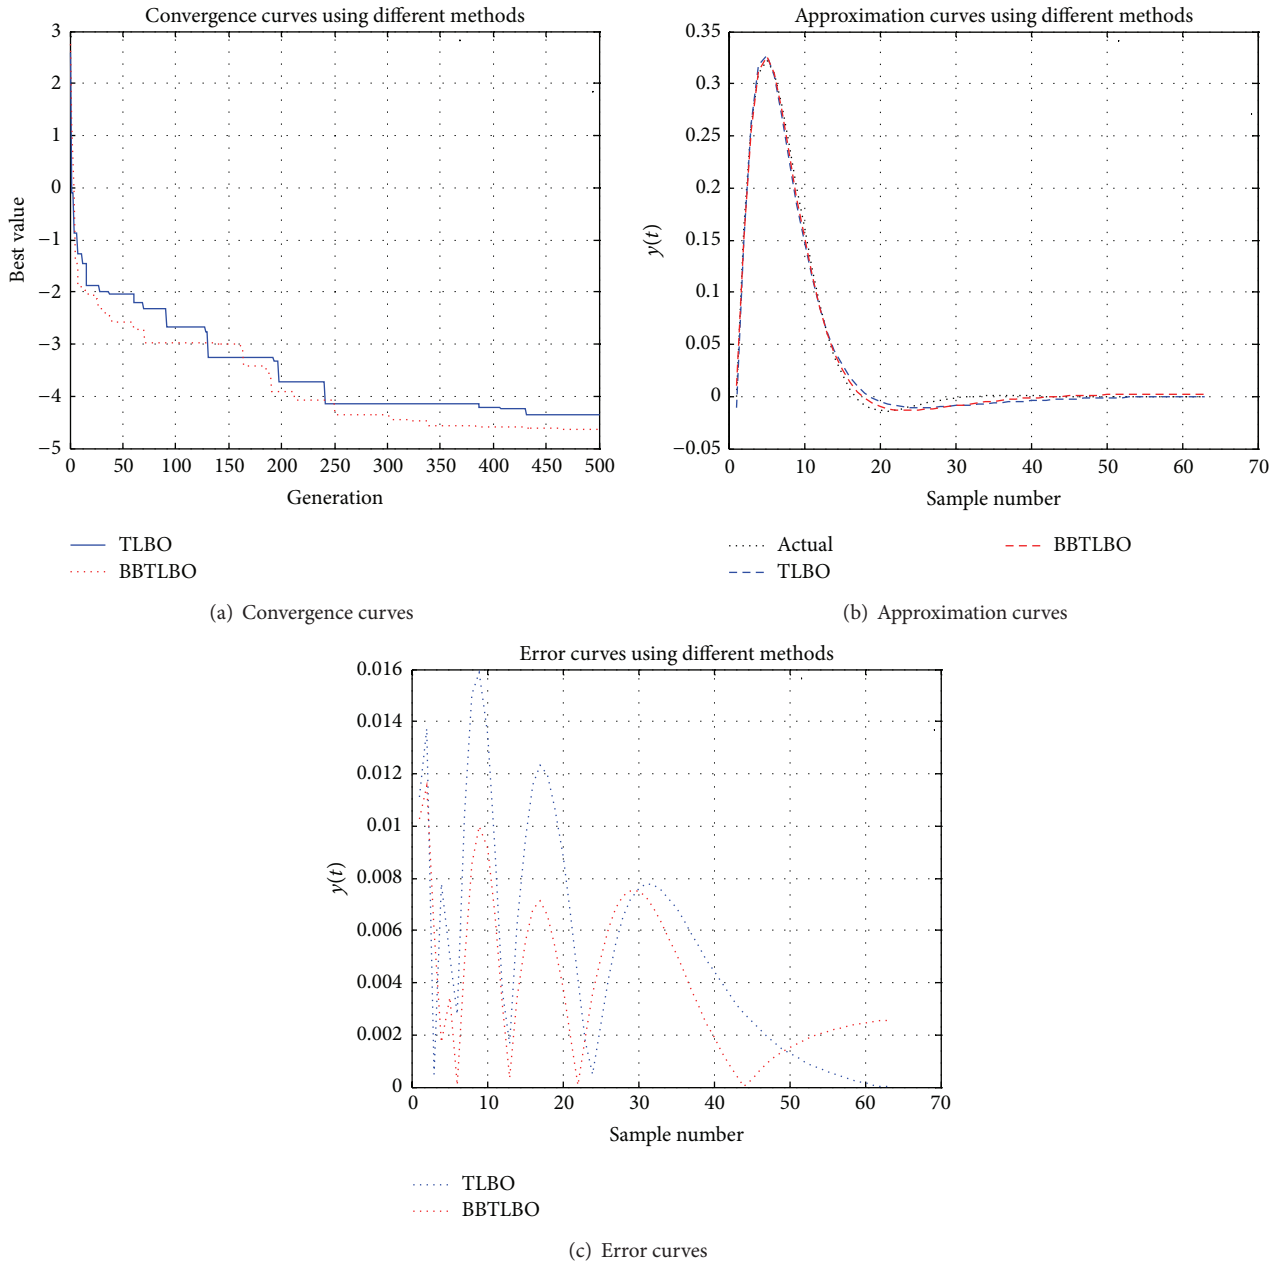 Convergence curves using different methods
3
2
1
0
−1
−2
−3
−4
−5
Best value
0 50 100 150 200 250 300 350 400 450 500
Generation
TLBO
BBTLBO
(a) Convergence curves
Approximation curves using different methods
0.35
0.3
0.25
0.2
0.15
0.1
0.05
0
−0.05
y(t)
0 10 20 30 40 50 60 70
Sample number
Actual
TLBO
BBTLBO
(b) Approximation curves
Error curves using different methods
0.016
0.014
0.012
0.01
0.008
0.006
0.004
0.002
0
y(t)
0 10 20 30 40 50 60 70
Sample number
TLBO
BBTLBO
(c) Error curves